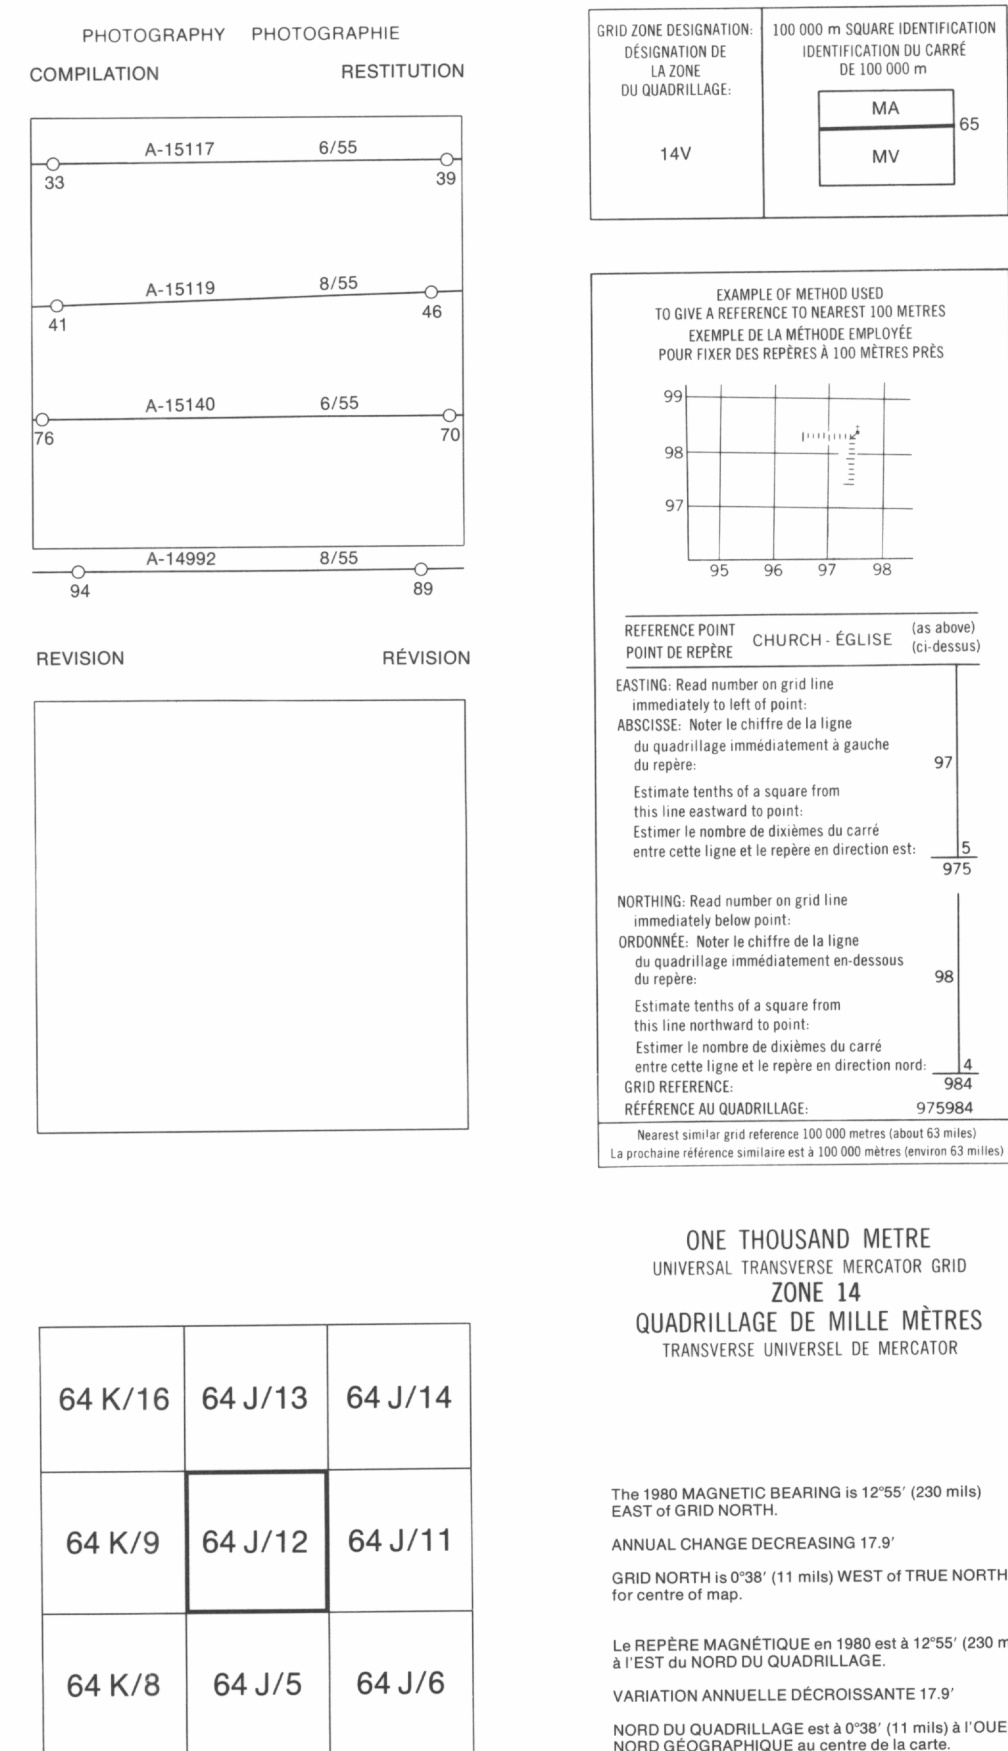 PHOTOGRAPHY PHOTOGRAPHIE
COMPILATION RESTITUTION
A-15117 6/55
33 39
A-15119 8/55
41 46
A-15140 6/55
76 70
A-14992 8/55
94 89
REVISION RÉVISION
64 K/16 64 J/13 64 J/14
64 K/9 64 J/12 64 J/11
64 K/8 64 J/5 64 J/6
GRID ZONE DESIGNATION:
DÉSIGNATION DE
LA ZONE
DU QUADRILLAGE:
14V
100 000 m SQUARE IDENTIFICATION
IDENTIFICATION DU CARRÉ
DE 100 000 m
MA
65
MV
EXAMPLE OF METHOD USED
TO GIVE A REFERENCE TO NEAREST 100 METRES
EXEMPLE DE LA MÉTHODE EMPLOYÉE
POUR FIXER DES REPÈRES À 100 MÈTRES PRÈS
99
98
97
95 96 97 98
REFERENCE POINT
POINT DE REPÈRE
CHURCH - ÉGLISE
(as above)
(ci-dessus)
EASTING: Read number on grid line
immediately to left of point:
ABSCISSE: Noter le chiffre de la ligne
du quadrillage immédiatement à gauche
du repère: 97
Estimate tenths of a square from
this line eastward to point:
Estimer le nombre de dixièmes du carré
entre cette ligne et le repère en direction est: 5
975
NORTHING: Read number on grid line
immediately below point:
ORDONNÉE: Noter le chiffre de la ligne
du quadrillage immédiatement en-dessous
du repère: 98
Estimate tenths of a square from
this line northward to point:
Estimer le nombre de dixièmes du carré
entre cette ligne et le repère en direction nord: 4
GRID REFERENCE: 984
RÉFÉRENCE AU QUADRILLAGE: 975984
Nearest similar grid reference 100 000 metres (about 63 miles)
La prochaine référence similaire est à 100 000 mètres (environ 63 milles)
ONE THOUSAND METRE
UNIVERSAL TRANSVERSE MERCATOR GRID
ZONE 14
QUADRILLAGE DE MILLE MÈTRES
TRANSVERSE UNIVERSEL DE MERCATOR
The 1980 MAGNETIC BEARING is 12°55′ (230 mils)
EAST of GRID NORTH.
ANNUAL CHANGE DECREASING 17.9′
GRID NORTH is 0°38′ (11 mils) WEST of TRUE NORTH
for centre of map.
Le REPÈRE MAGNÉTIQUE en 1980 est à 12°55′ (230 m
à l'EST du NORD DU QUADRILLAGE.
VARIATION ANNUELLE DÉCROISSANTE 17.9′
NORD DU QUADRILLAGE est à 0°38′ (11 mils) à l'OUE
NORD GÉOGRAPHIQUE au centre de la carte.